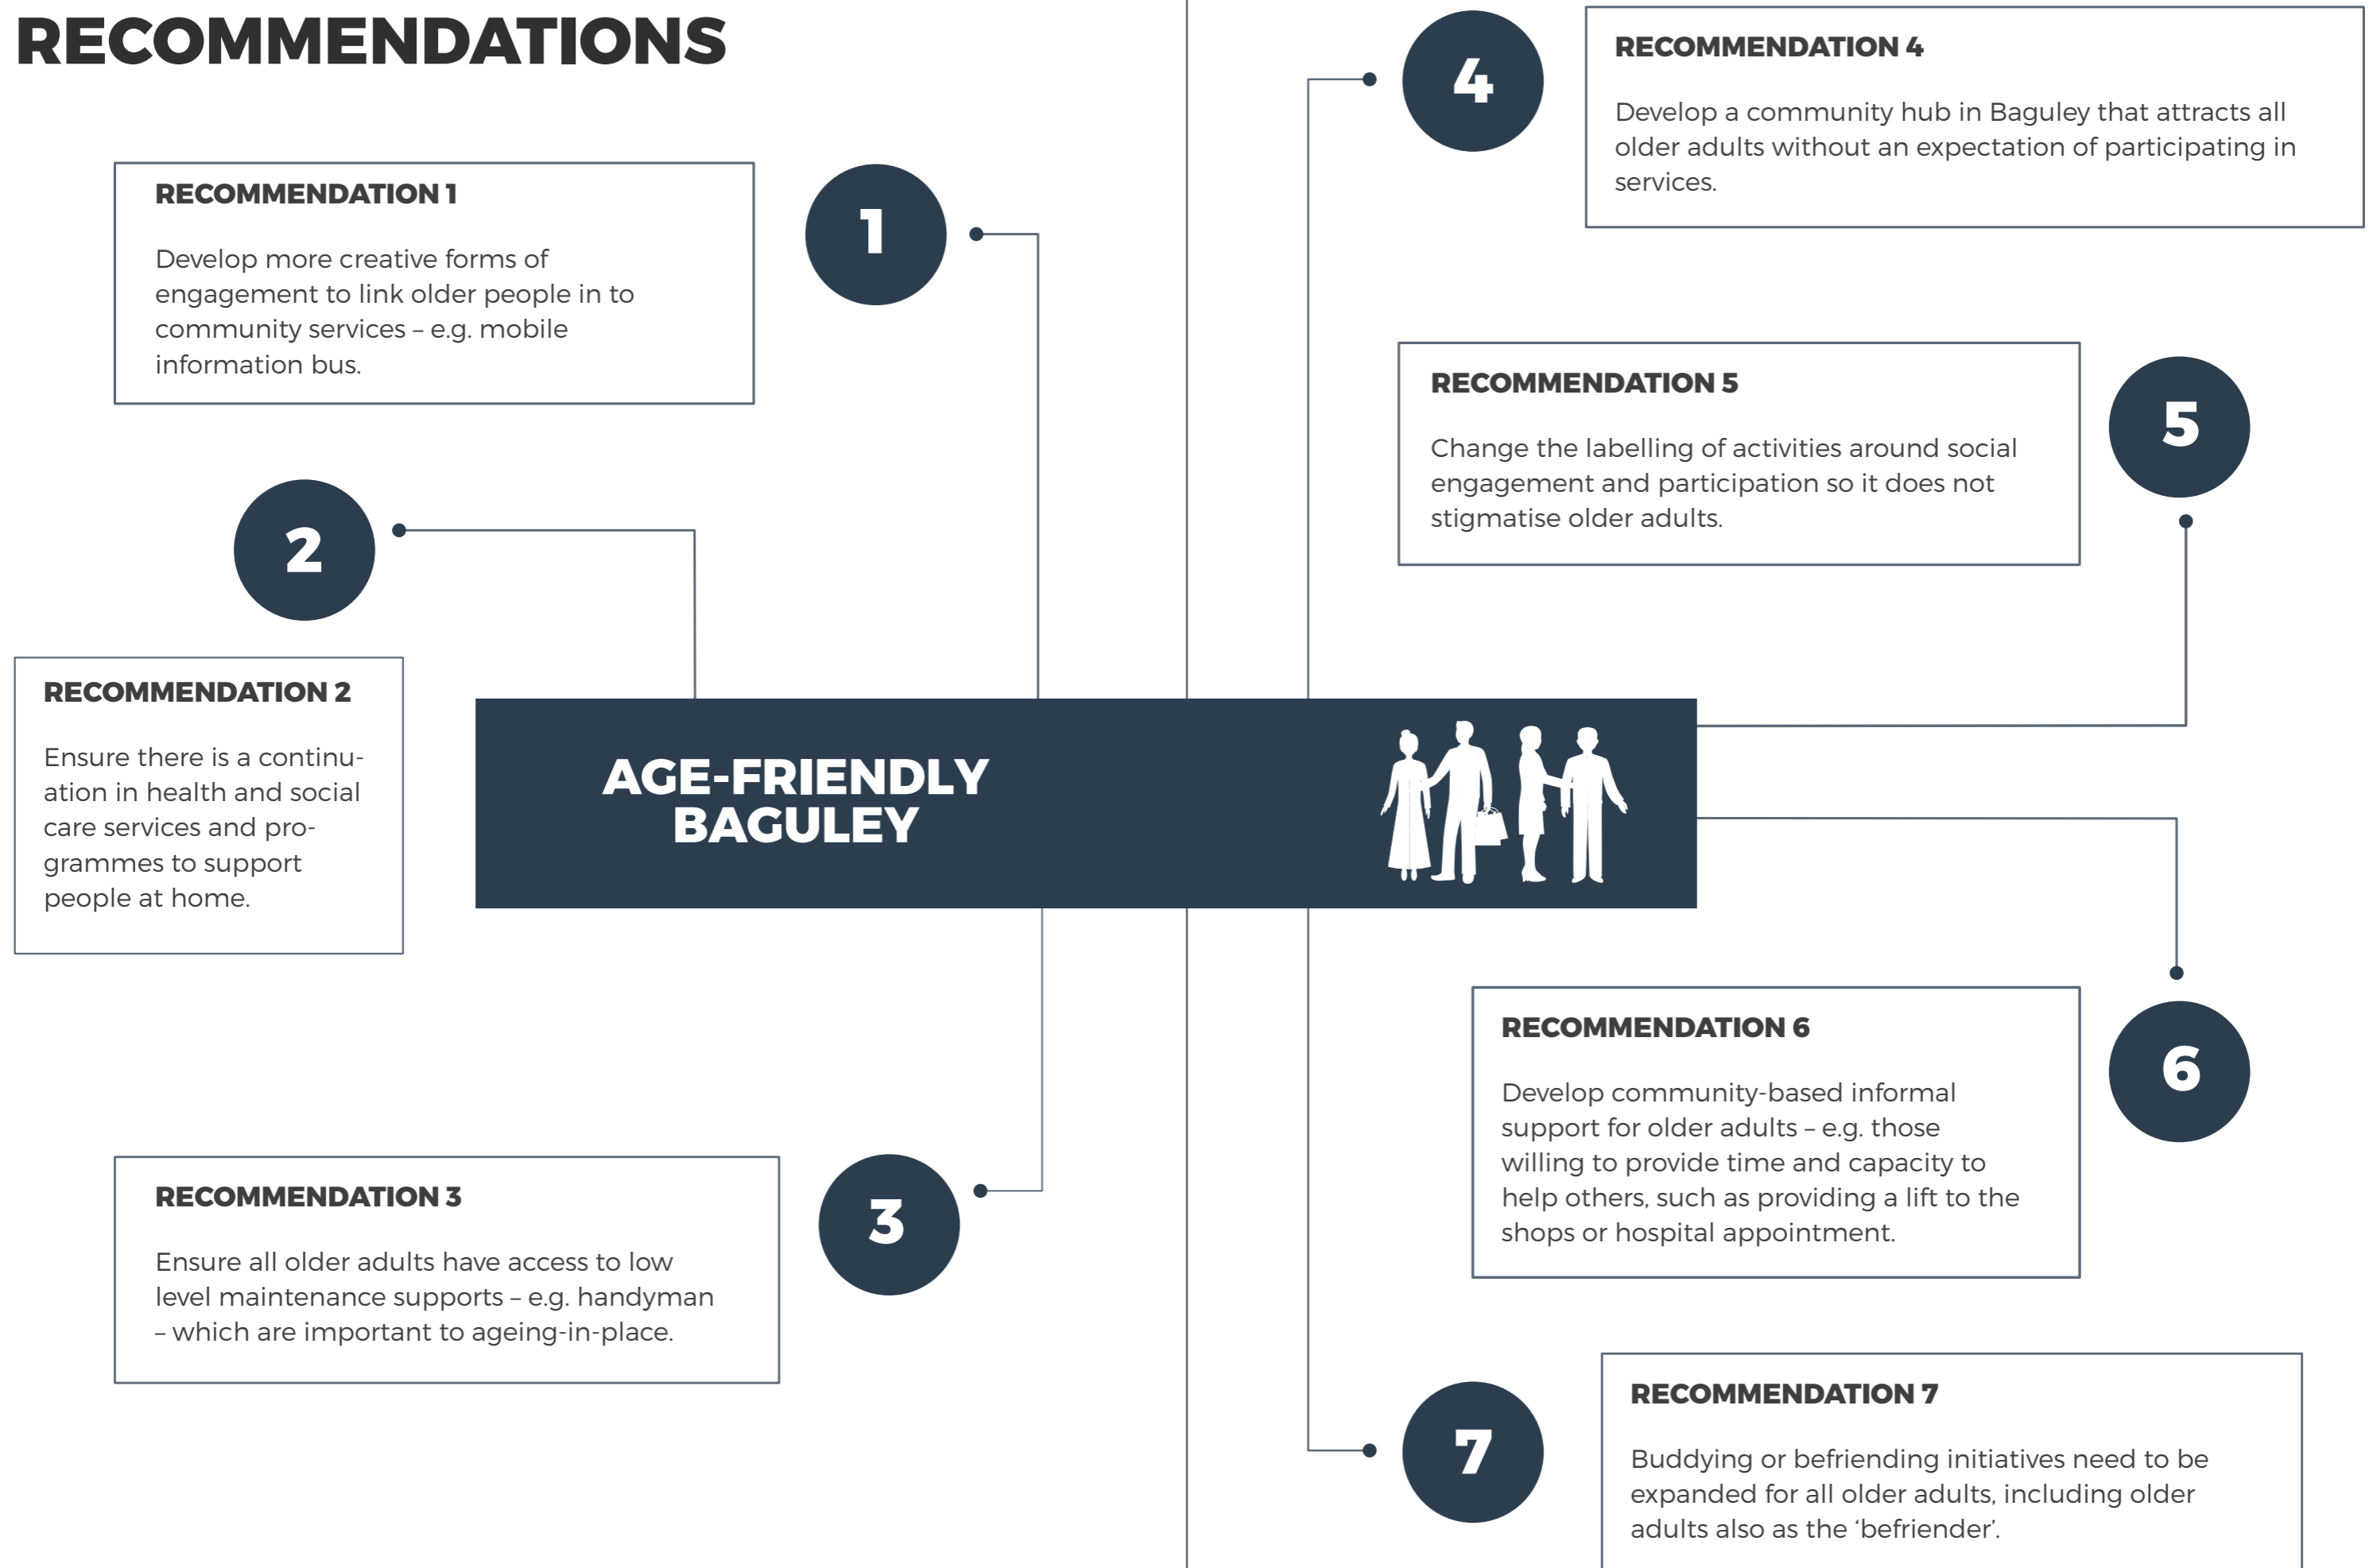 RECOMMENDATIONS
1
RECOMMENDATION 1
Develop more creative forms of
engagement to link older people in to
community services – e.g. mobile
information bus.
2
RECOMMENDATION 2
Ensure there is a continu-
ation in health and social
care services and pro-
grammes to support
people at home.
AGE-FRIENDLY
BAGULEY
3
RECOMMENDATION 3
Ensure all older adults have access to low
level maintenance supports – e.g. handyman
– which are important to ageing-in-place.
4
RECOMMENDATION 4
Develop a community hub in Baguley that attracts all
older adults without an expectation of participating in
services.
5
RECOMMENDATION 5
Change the labelling of activities around social
engagement and participation so it does not
stigmatise older adults.
6
RECOMMENDATION 6
Develop community-based informal
support for older adults – e.g. those
willing to provide time and capacity to
help others, such as providing a lift to the
shops or hospital appointment.
7
RECOMMENDATION 7
Buddying or befriending initiatives need to be
expanded for all older adults, including older
adults also as the ‘befriender’.